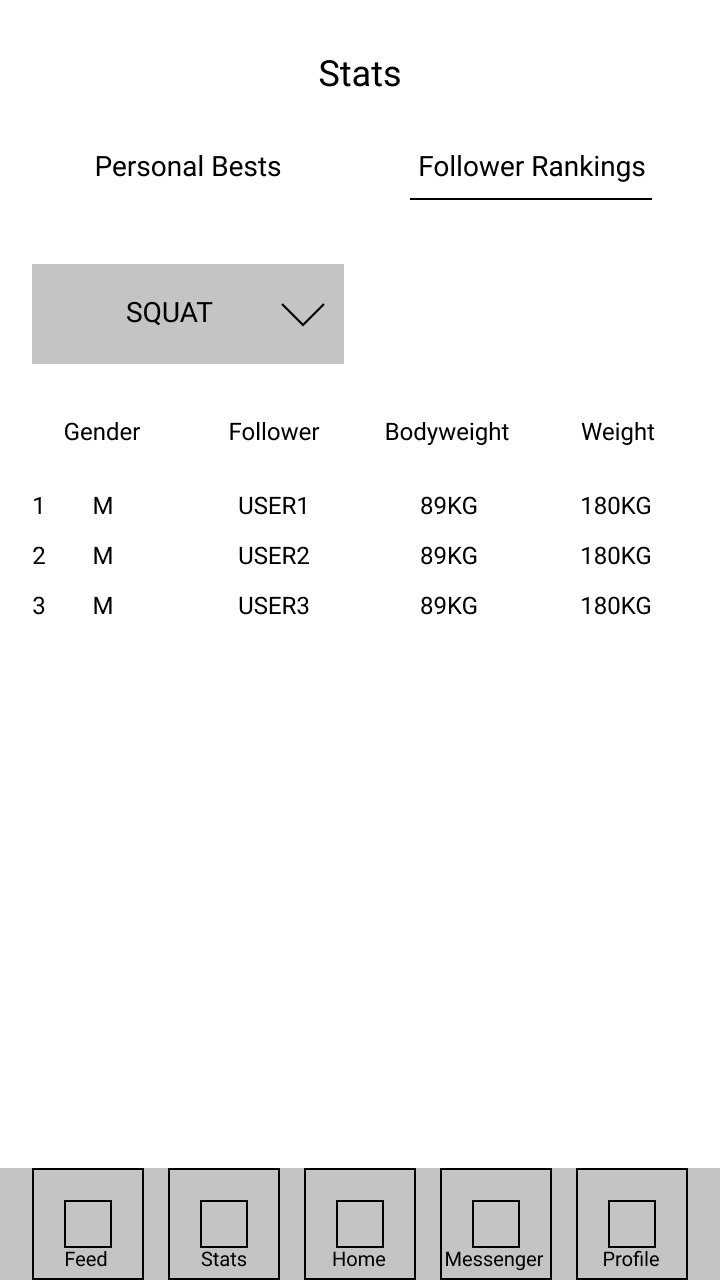 Stats
Personal Bests Follower Rankings
SQUAT
Gender Follower Bodyweight Weight
1 M USER1 89KG 180KG
2 M USER2 89KG 180KG
3 M USER3 89KG 180KG
Feed Stats Home Messenger Profile